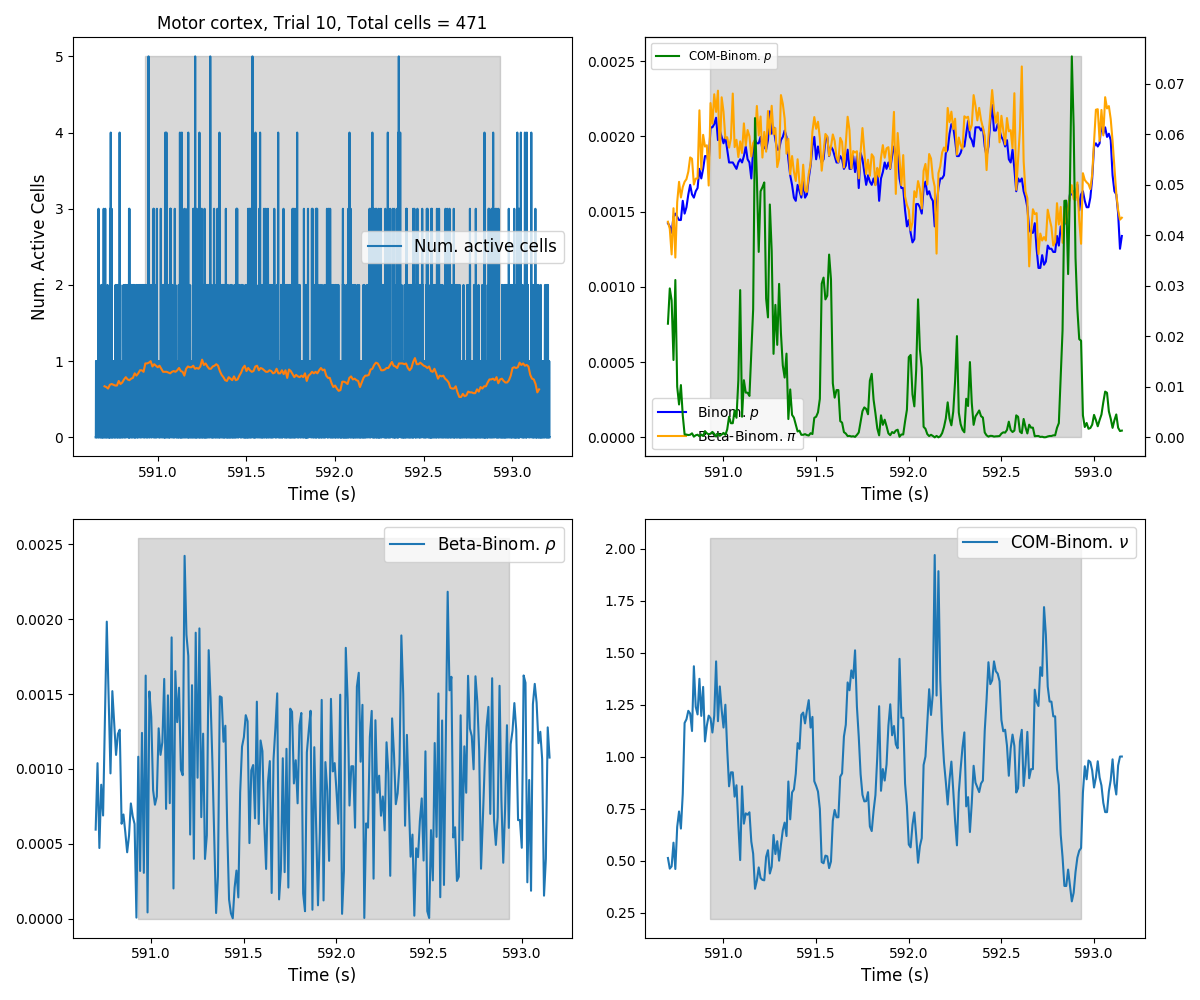 Motor cortex, Trial 10, Total cells = 471
Num. Active Cells
5
4
3
2
1
0
Num. active cells
591.0 591.5 592.0 592.5 593.0
Time (s)
COM-Binom. p
0.0025
0.0020
0.0015
0.0010
0.0005
0.0000
0.07
0.06
0.05
0.04
0.03
0.02
0.01
0.00
Binom. p
Beta-Binom. π
591.0 591.5 592.0 592.5 593.0
Time (s)
Beta-Binom. ρ
0.0025
0.0020
0.0015
0.0010
0.0005
0.0000
591.0 591.5 592.0 592.5 593.0
Time (s)
COM-Binom. ν
2.00
1.75
1.50
1.25
1.00
0.75
0.50
0.25
591.0 591.5 592.0 592.5 593.0
Time (s)